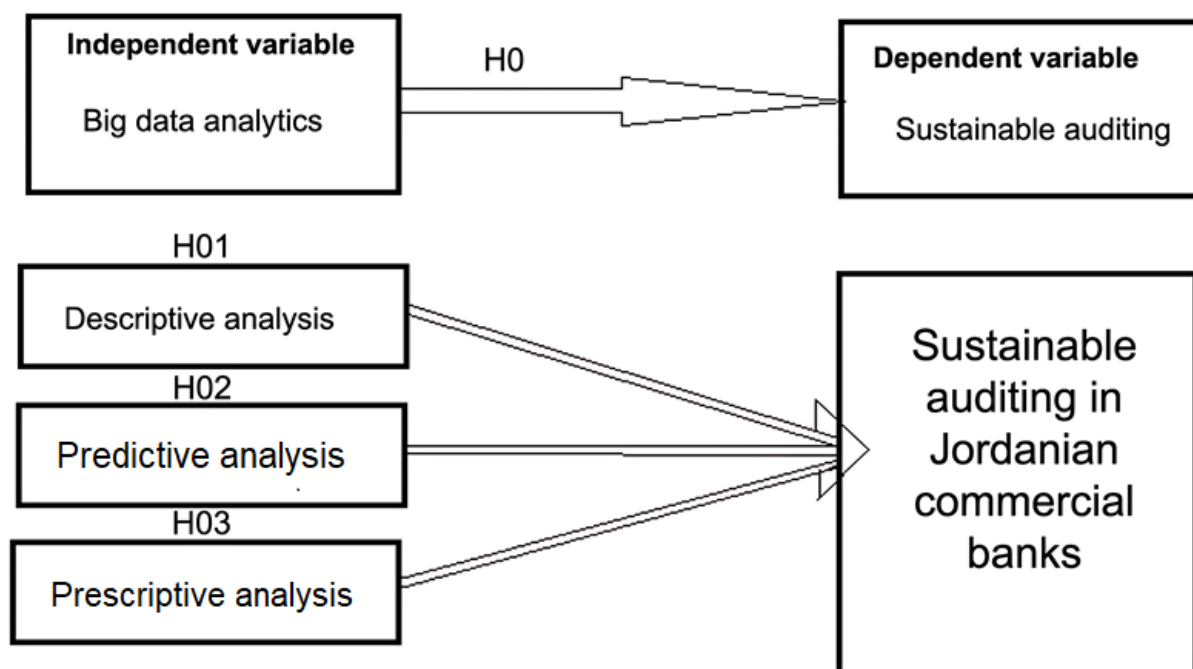 Independent variable
Big data analytics
H0
Dependent variable
Sustainable auditing
H01
Descriptive analysis
H02
Predictive analysis
H03
Prescriptive analysis
Sustainable
auditing in
Jordanian
commercial
banks